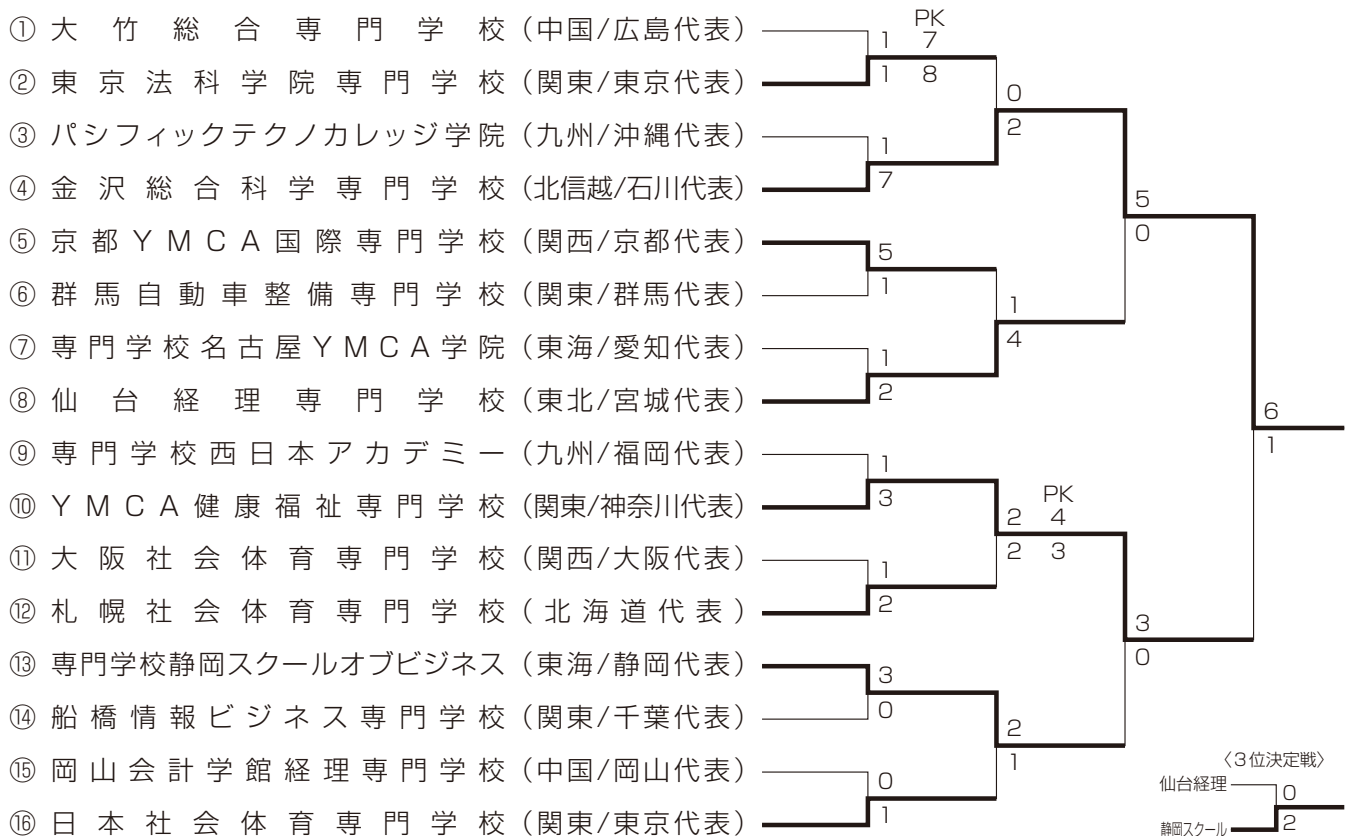 ① 大竹総合専門学校 (中国/広島代表)
② 東京法科学院専門学校 (関東/東京代表)
③ パシフィックテクノカレッジ学院 (九州/沖縄代表)
④ 金沢総合科学専門学校 (北信越/石川代表)
⑤ 京都YMCA国際専門学校 (関西/京都代表)
⑥ 群馬自動車整備専門学校 (関東/群馬代表)
⑦ 専門学校名古屋YMCA学院 (東海/愛知代表)
⑧ 仙台経理専門学校 (東北/宮城代表)
⑨ 専門学校西日本アカデミー (九州/福岡代表)
⑩ YMCA健康福祉専門学校 (関東/神奈川代表)
⑪ 大阪社会体育専門学校 (関西/大阪代表)
⑫ 札幌社会体育専門学校 (北海道代表)
⑬ 専門学校静岡スクールオブビジネス (東海/静岡代表)
⑭ 船橋情報ビジネス専門学校 (関東/千葉代表)
⑮ 岡山会計学館経理専門学校 (中国/岡山代表)
⑯ 日本社会体育専門学校 (関東/東京代表)
PK
1 7
1 8
1
7
5
1
1
2
1
3
1
2
3
0
0
1
0
2
1
4
PK
2 4
2 3
2
1
5
0
3
0
6
1
〈3位決定戦〉
仙台経理 0
静岡スクール 2